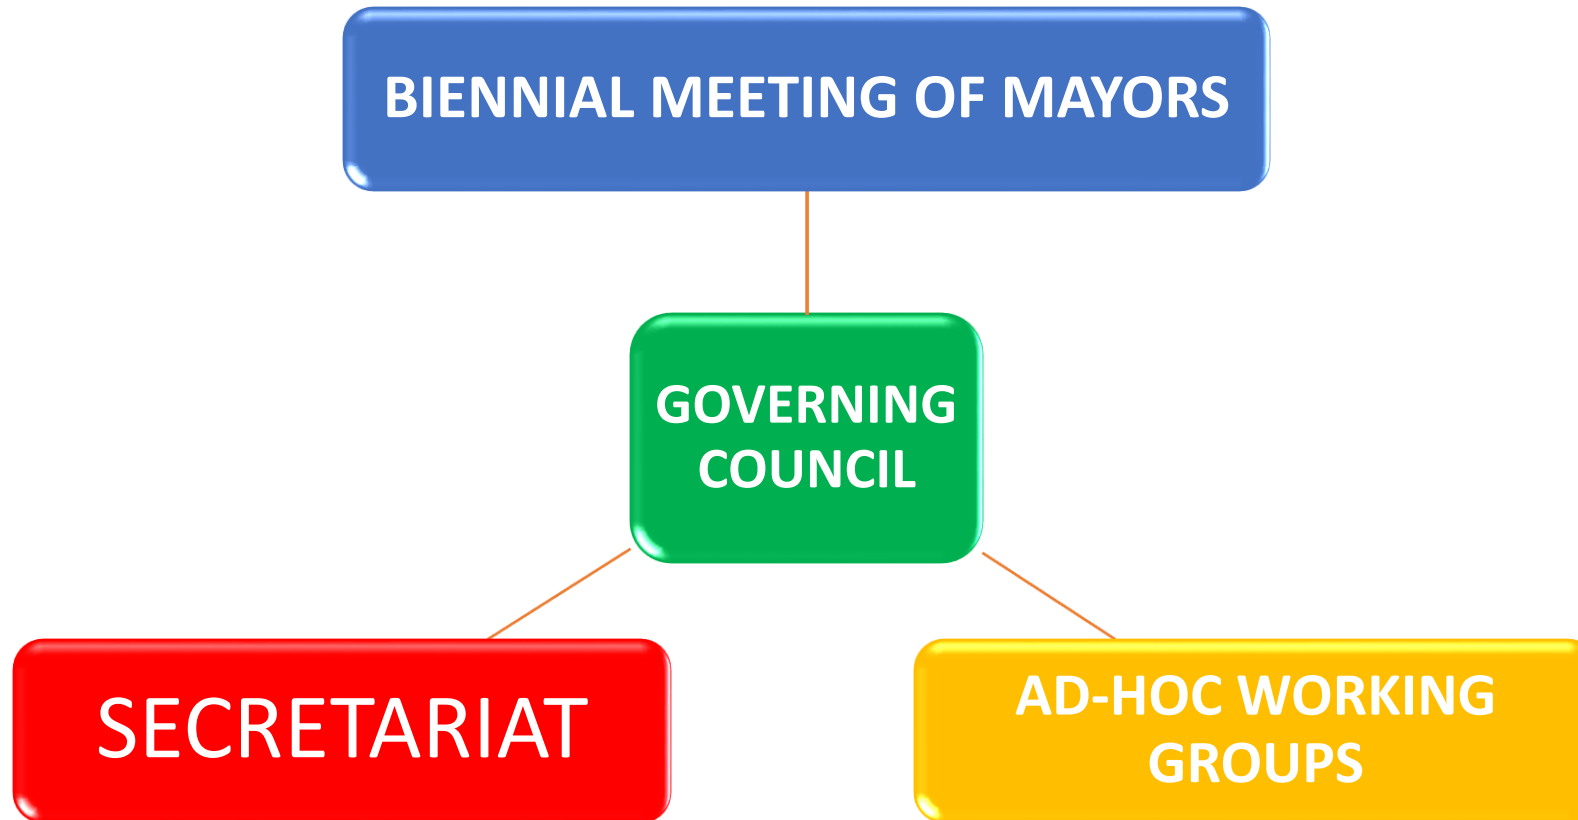 BIENNIAL MEETING OF MAYORS
GOVERNING
COUNCIL
SECRETARIAT
AD-HOC WORKING
GROUPS